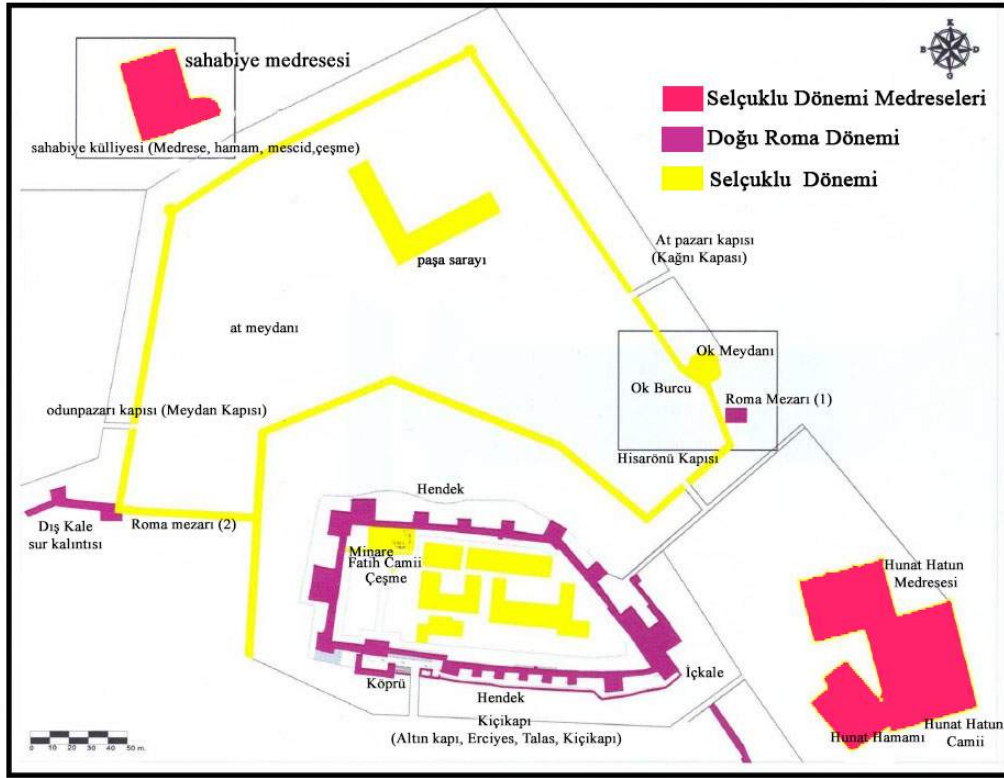 sahabiye medresesi
sahabiye külliyesi (Medrese, hamam, mescid,çeşme)
K
B
D
G
Selçuklu Dönemi Medreseleri
Doğu Roma Dönemi
Selçuklu Dönemi
At pazarı kapısı
(Kağnı Kapası)
paşa sarayı
at meydanı
Ok Meydanı
Ok Burcu
Roma Mezarı (1)
odunpazarı kapısı (Meydan Kapısı)
Hisarönü Kapısı
Hendek
Dış Kale
sur kalıntısı
Roma mezarı (2)
Minare
Fatih Camii
Çeşme
Hunat Hatun
Medresesi
İçkale
Köprü
Hendek
Kiçikapı
(Altın kapı, Erciyes, Talas, Kiçikapı)
Hunat Hamamı
Hunat Hatun
Camii
0 10 20 30 40 50 m.